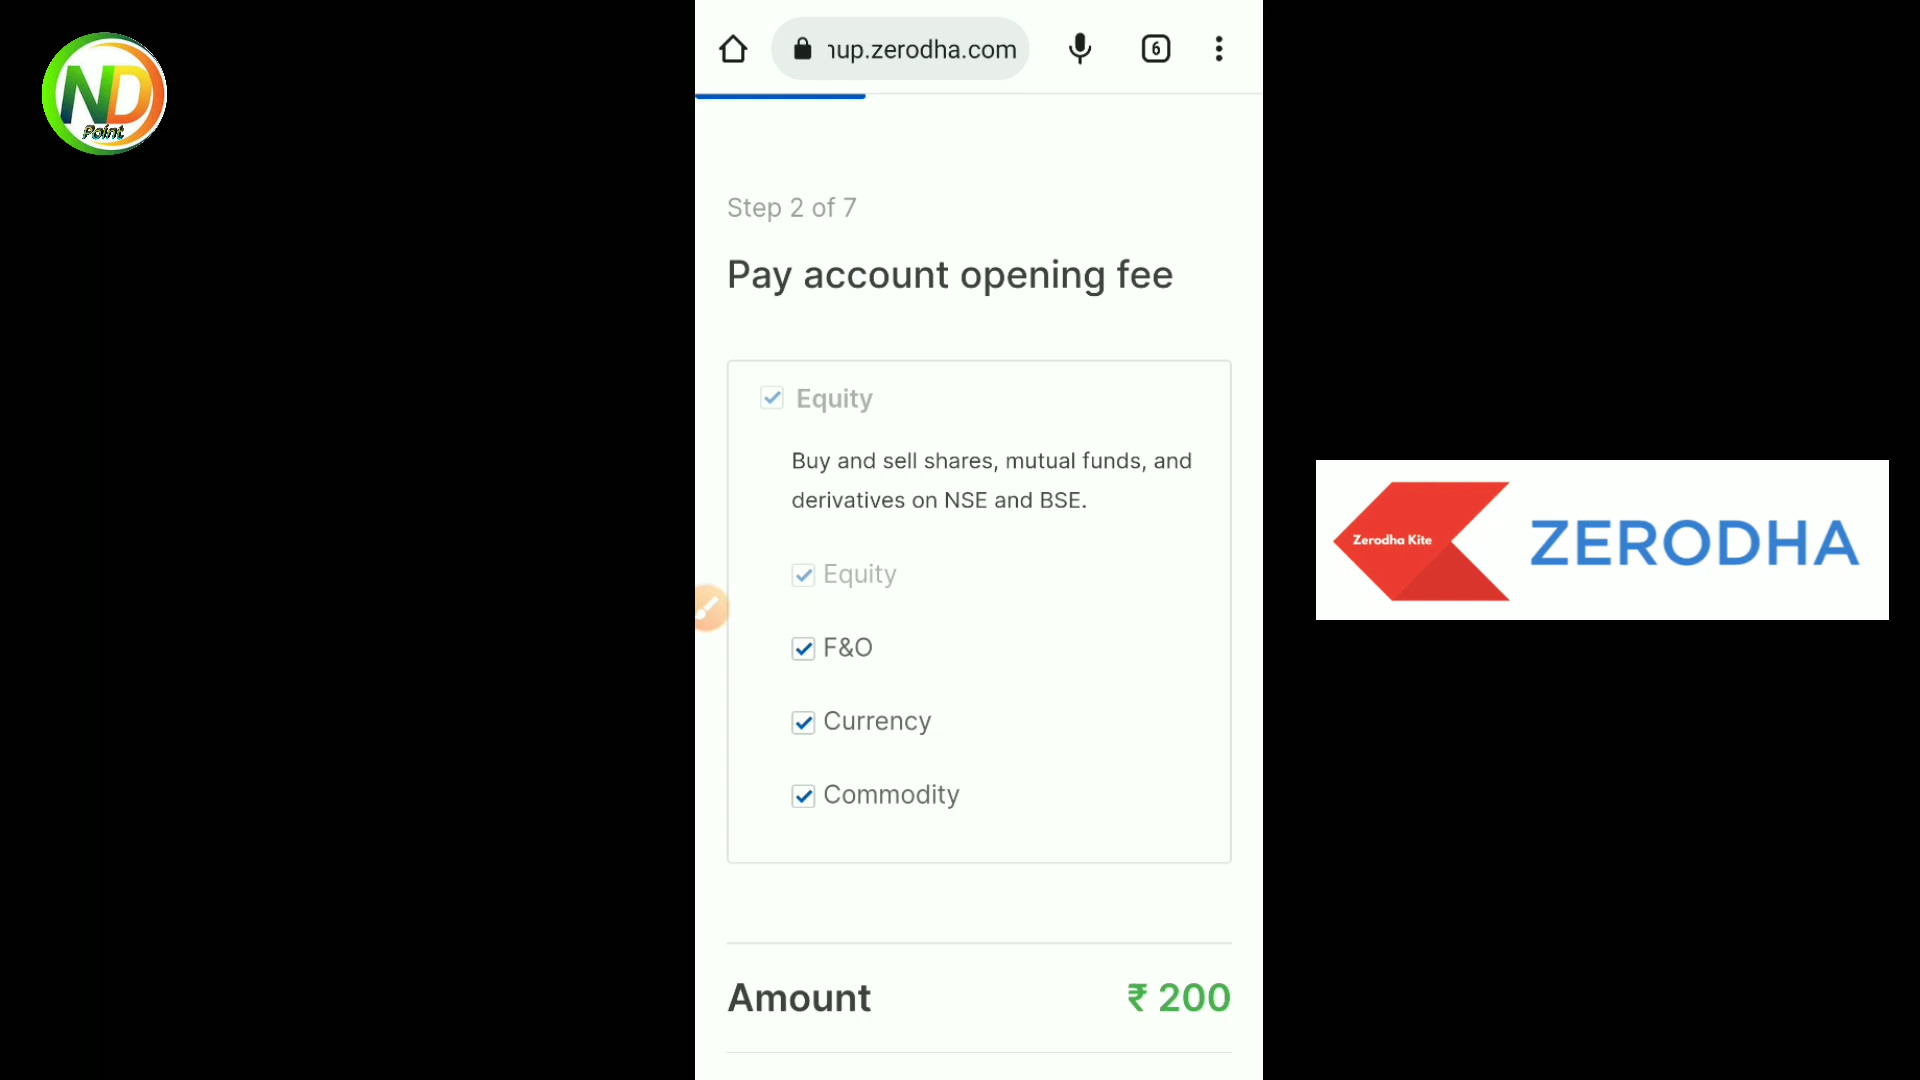 ND
Point
nup.zerodha.com
6
Step 2 of 7
Pay account opening fee
Equity
Buy and sell shares, mutual funds, and
derivatives on NSE and BSE.
Equity
F&O
Currency
Commodity
Amount ₹ 200
Zerodha Kite
ZERODHA